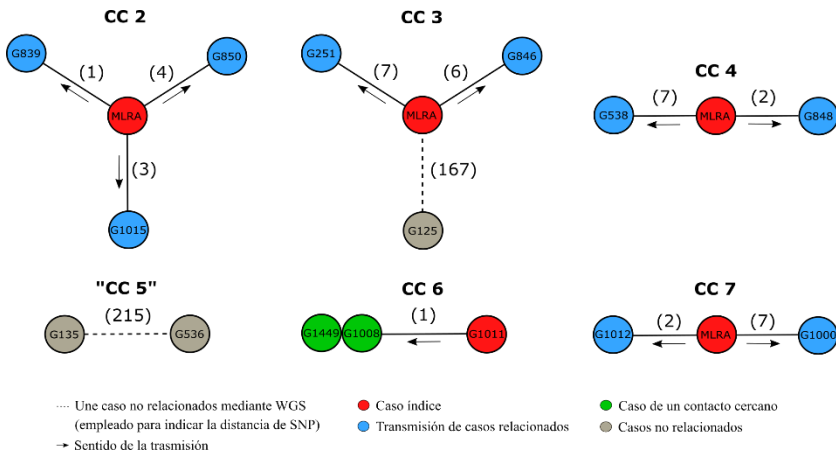 CC 2
CC 3
CC 4
G839
G850
(1)
(4)
MLRA
(3)
G1015
G251
G846
(7)
(6)
MLRA
(167)
G125
(7)
(2)
G538
MLRA
G848
"CC 5"
CC 6
CC 7
G135
(215)
G536
G1449
G1008
(1)
G1011
G1012
(2)
MLRA
(7)
G1000
Une caso no relacionados mediante WGS
(empleado para indicar la distancia de SNP)
Sentido de la trasmisión
Caso índice
Transmisión de casos relacionados
Caso de un contacto cercano
Casos no relacionados